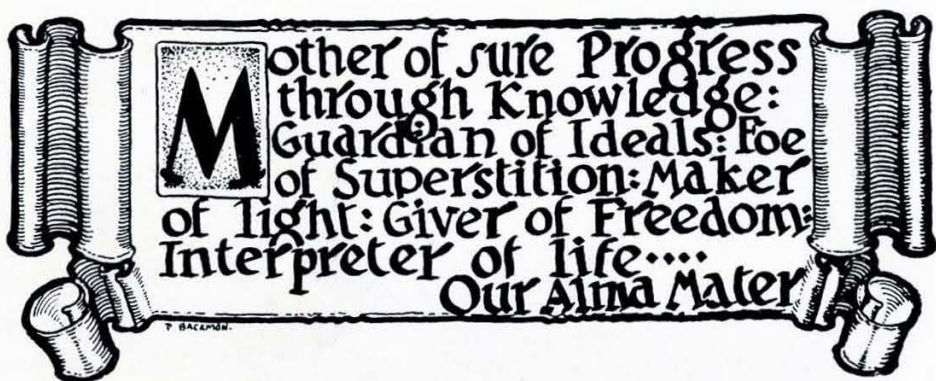 Mother of sure Progress
through Knowledge:
Guardian of Ideals: Foe
of Superstition: Maker
of light: Giver of Freedom:
Interpreter of life....
Our Alma Mater
P BACKMON.